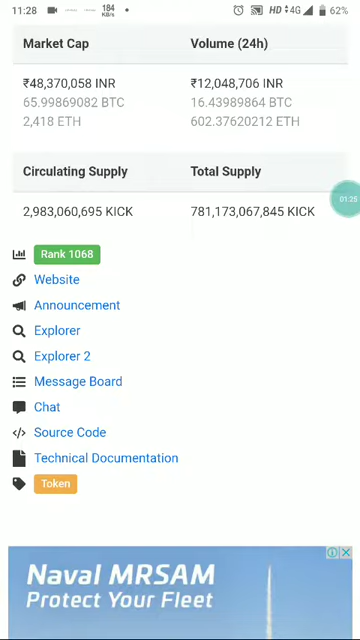 11:28
184
KB/s
HD 4G
62%
Market Cap
Volume (24h)
₹48,370,058 INR
₹12,048,706 INR
65.99869082 BTC
16.43989864 BTC
2,418 ETH
602.37620212 ETH
Circulating Supply
Total Supply
2,983,060,695 KICK
781,173,067,845 KICK
01:25
Rank 1068
Website
Announcement
Explorer
Explorer 2
Message Board
Chat
Source Code
Technical Documentation
Token
Naval MRSAM
Protect Your Fleet